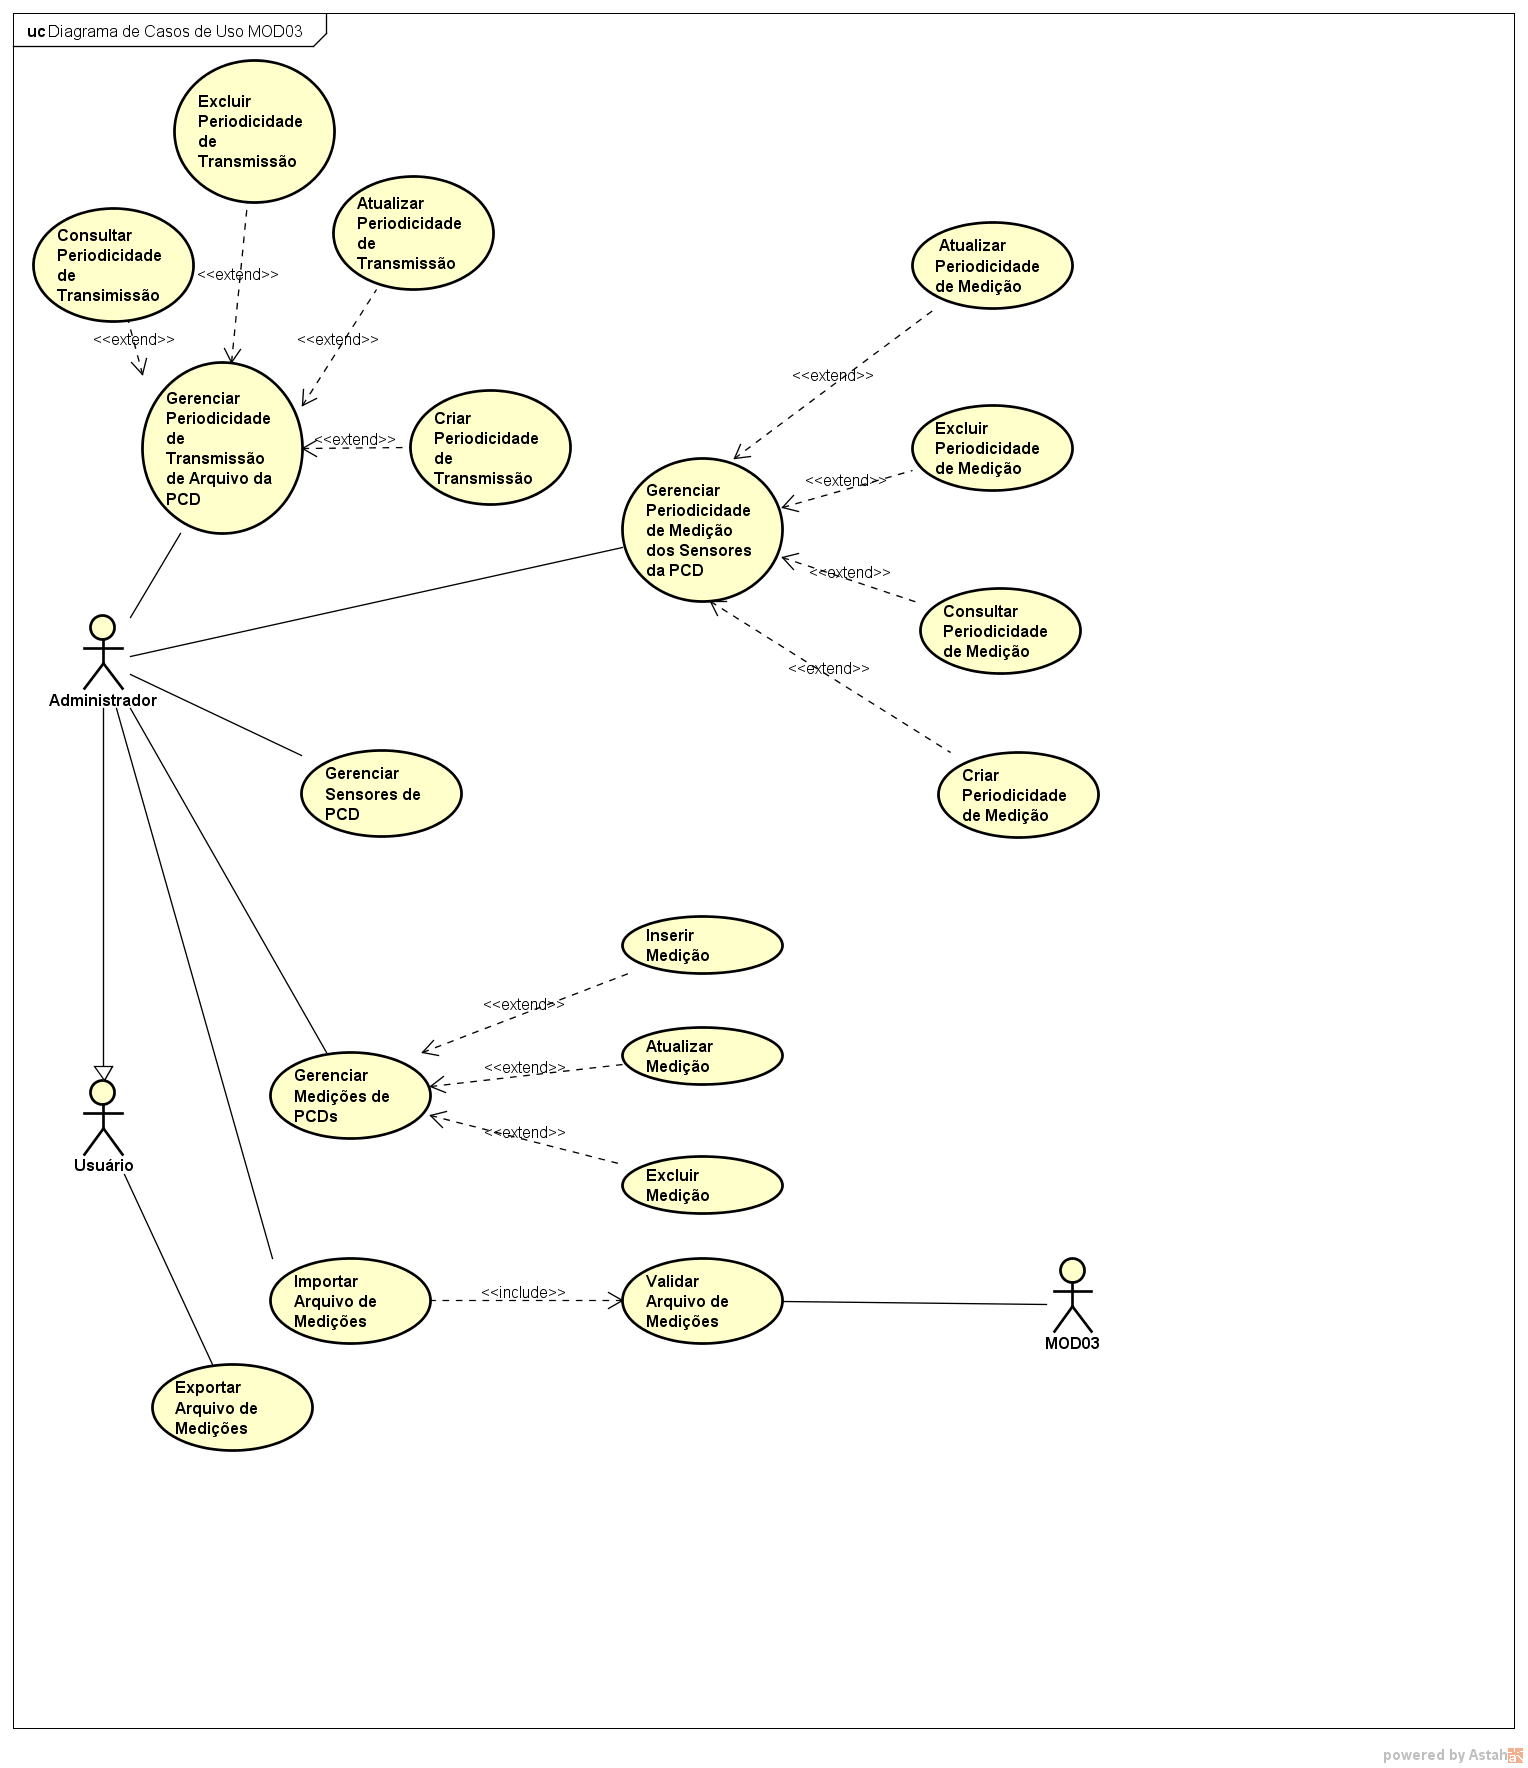 uc Diagrama de Casos de Uso MOD03
Excluir
Periodicidade
de
Transmissão
Atualizar
Periodicidade
de
Transmissão
Consultar
Periodicidade
de
Transimissão
<<extend>>
<<extend>>
<<extend>>
Gerenciar
Periodicidade
de
Transmissão
de Arquivo da
PCD
<<extend>>
Criar
Periodicidade
de
Transmissão
Atualizar
Periodicidade
de Medição
<<extend>>
Excluir
Periodicidade
de Medição
<<extend>>
Gerenciar
Periodicidade
de Medição
dos Sensores
da PCD
<<extend>>
Consultar
Periodicidade
de Medição
<<extend>>
Criar
Periodicidade
de Medição
Administrador
Gerenciar
Sensores de
PCD
Inserir
Medição
<<extend>>
Atualizar
Medição
<<extend>>
Gerenciar
Medições de
PCDs
<<extend>>
Excluir
Medição
Usuário
Importar
Arquivo de
Medições
<<include>>
Validar
Arquivo de
Medições
MOD03
Exportar
Arquivo de
Medições
powered by Astah